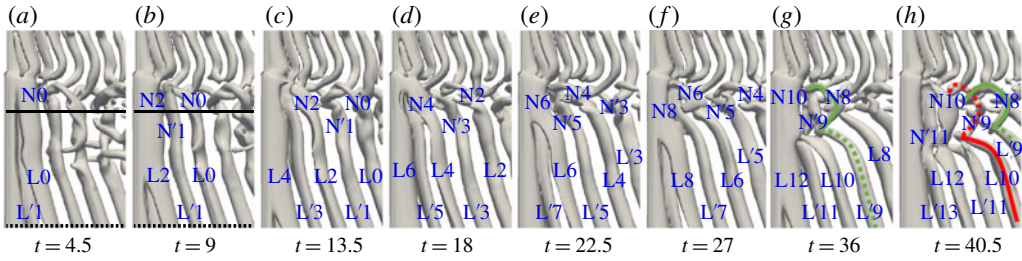 (a) (b) (c) (d) (e) (f) (g) (h)
N0 N2 N0 N2 N0 N4 N2 N6 N4 N′3 N8 N6 N4 N10 N8 N10 N8
N′1 N′1 N′3 N′5 N′5 N′9 N′11 N′9
L0 L2 L0 L4 L2 L0 L6 L4 L2 L6 L4 L′3 L8 L6 L′5 L12 L10 L8 L12 L10 L′9
L′1 L′1 L′3 L′1 L′5 L′3 L′7 L′5 L′7 L′11 L′9 L′13 L′11
t = 4.5 t = 9 t = 13.5 t = 18 t = 22.5 t = 27 t = 36 t = 40.5